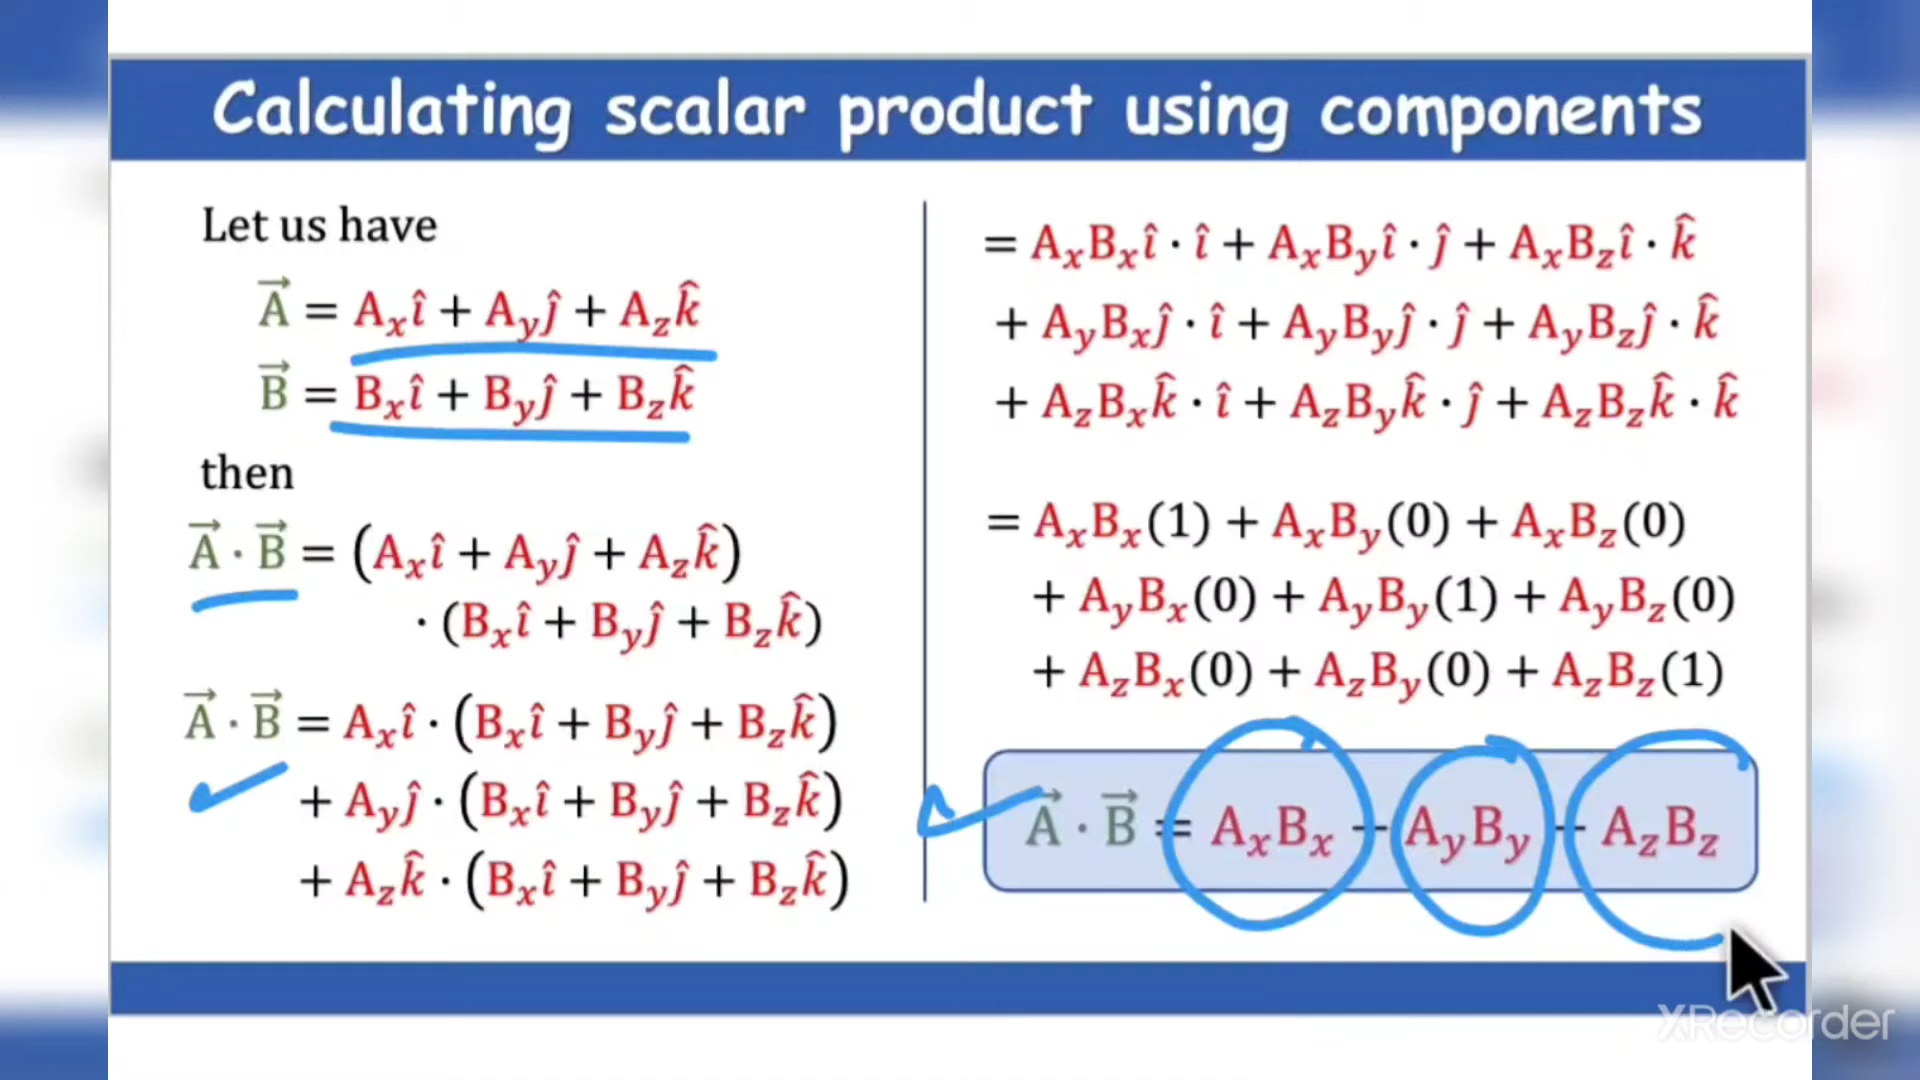 Calculating scalar product using components
Let us have
A⃗ = Aₓî + A_yĵ + A_zk̂
B⃗ = Bₓî + B_yĵ + B_zk̂
then
A⃗ · B⃗ = (Aₓî + A_yĵ + A_zk̂)
· (Bₓî + B_yĵ + B_zk̂)
A⃗ · B⃗ = Aₓî · (Bₓî + B_yĵ + B_zk̂)
+ A_yĵ · (Bₓî + B_yĵ + B_zk̂)
+ A_zk̂ · (Bₓî + B_yĵ + B_zk̂)
= AₓBₓî · î + AₓB_yî · ĵ + AₓB_zî · k̂
+ A_yBₓĵ · î + A_yB_yĵ · ĵ + A_yB_zĵ · k̂
+ A_zBₓk̂ · î + A_zB_yk̂ · ĵ + A_zB_zk̂ · k̂
= AₓBₓ(1) + AₓB_y(0) + AₓB_z(0)
+ A_yBₓ(0) + A_yB_y(1) + A_yB_z(0)
+ A_zBₓ(0) + A_zB_y(0) + A_zB_z(1)
A⃗ · B⃗ = AₓBₓ + A_yB_y + A_zB_z
XRecorder